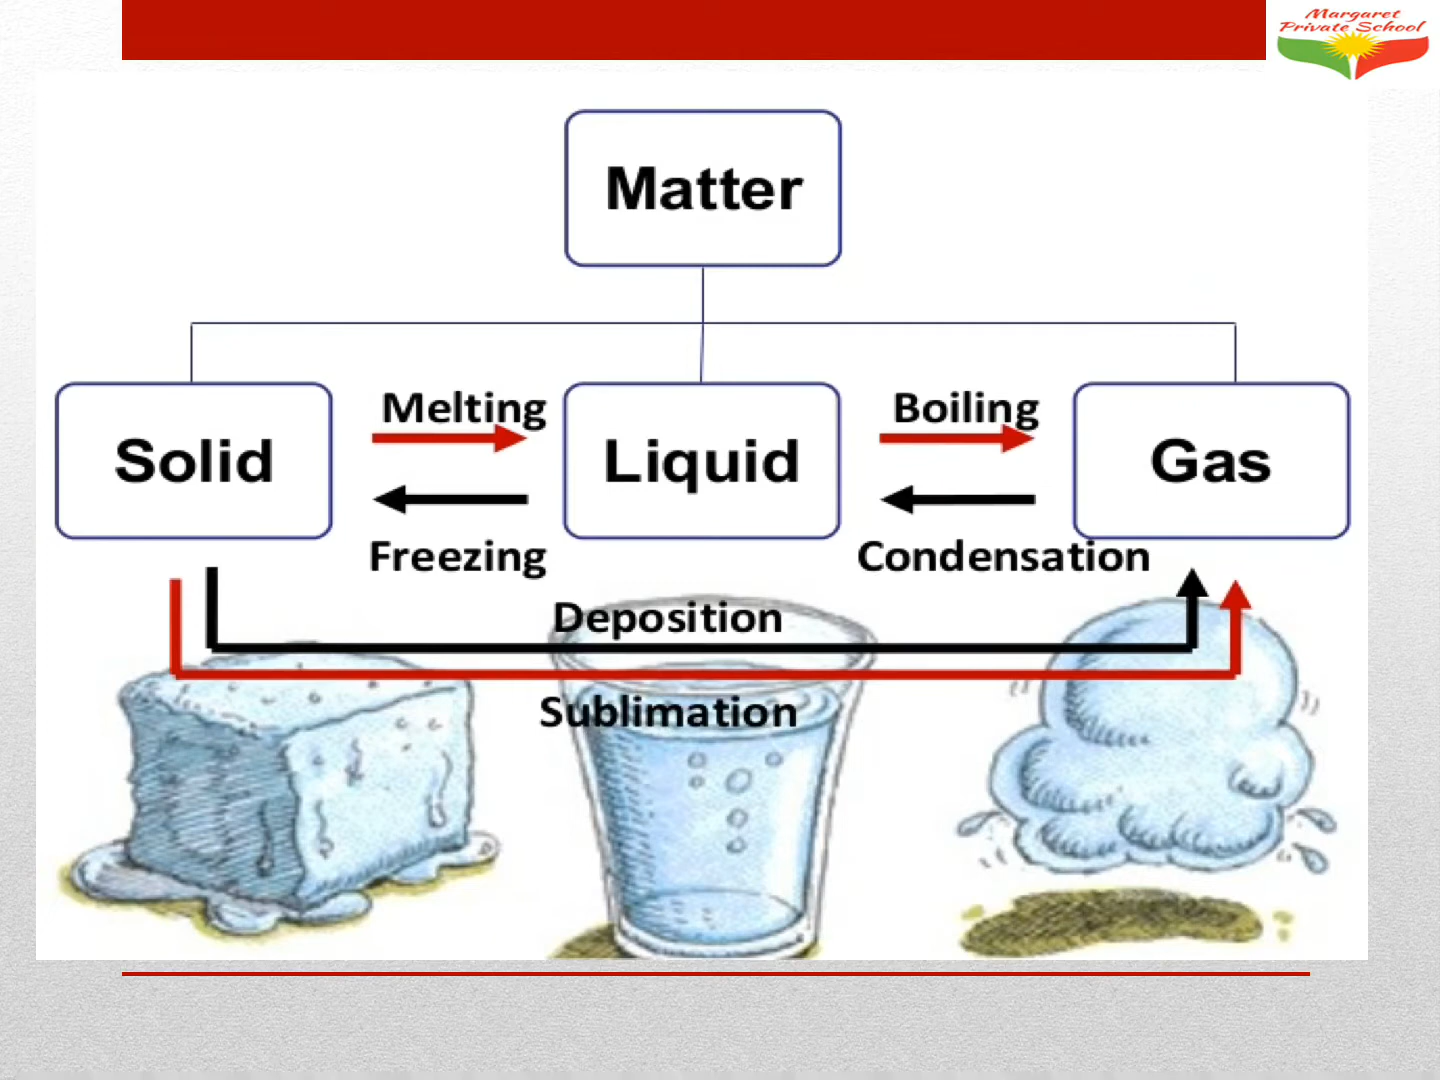 Margaret
Private School
Matter
Melting
Boiling
Solid
Liquid
Gas
Freezing
Condensation
Deposition
Sublimation